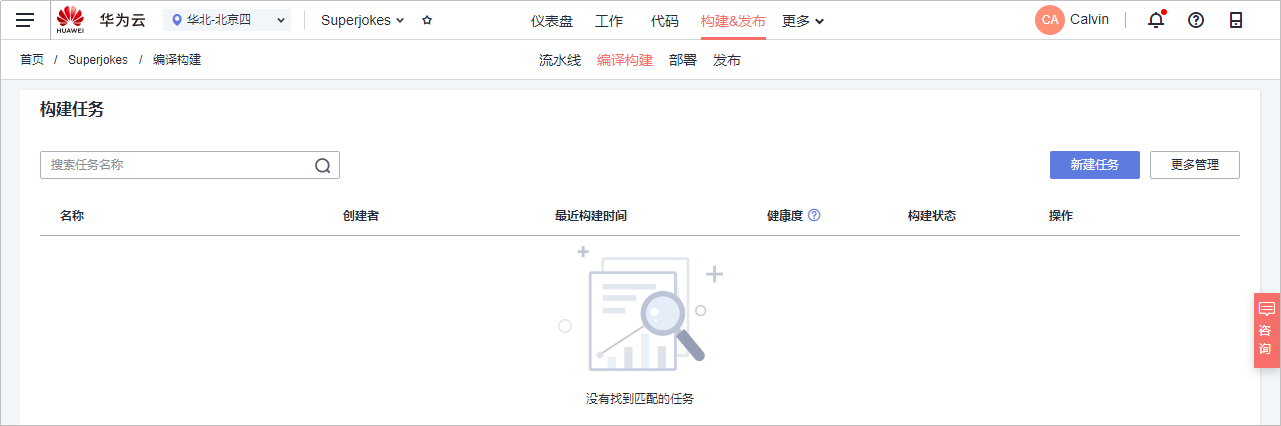 HUAWEI 华为云 华北-北京四 Superjokes 仪表盘 工作 代码 构建&发布 更多 CA Calvin
首页 / Superjokes / 编译构建 流水线 编译构建 部署 发布
构建任务
搜索任务名称 新建任务 更多管理
名称 创建者 最近构建时间 健康度 ? 构建状态 操作
咨询
没有找到匹配的任务